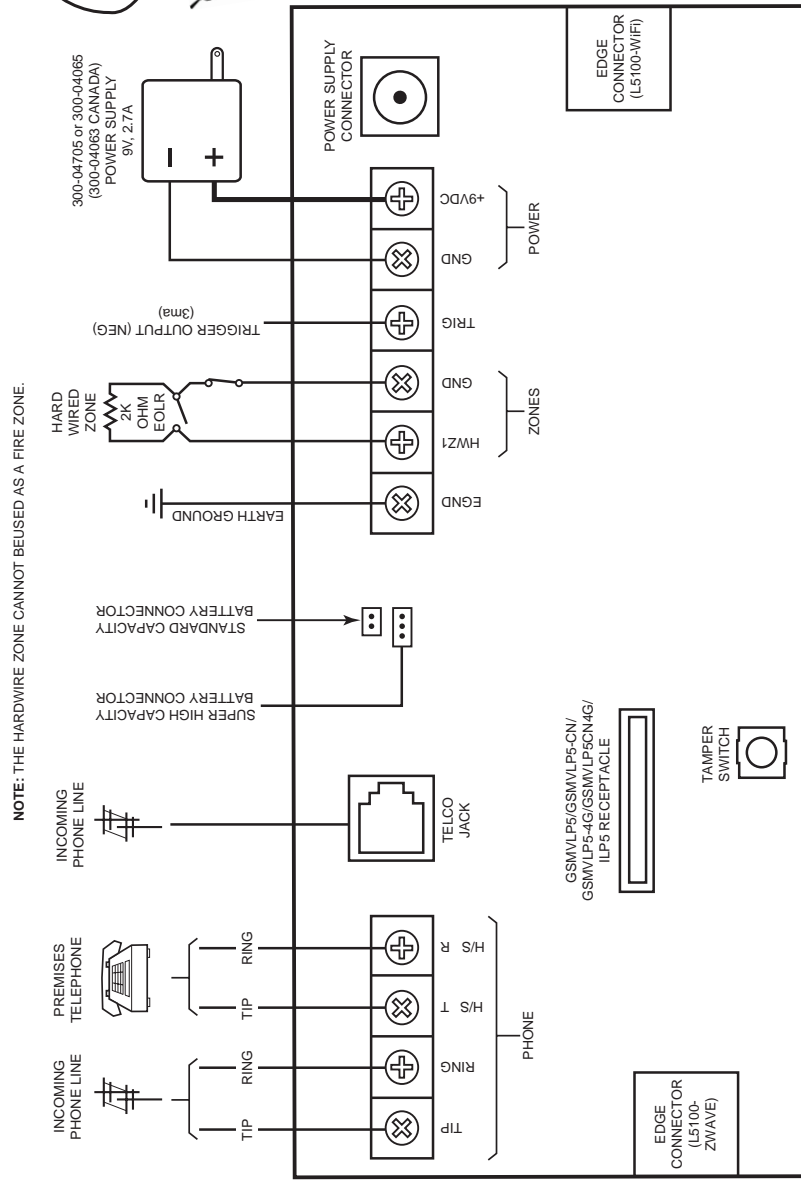 NOTE: THE HARDWIRE ZONE CANNOT BEUSED AS A FIRE ZONE.
INCOMING
PHONE LINE
PREMISES
TELEPHONE
INCOMING
PHONE LINE
SUPER HIGH CAPACITY
BATTERY CONNECTOR
STANDARD CAPACITY
BATTERY CONNECTOR
EARTH GROUND
HARD
WIRED
ZONE
2K
OHM
EOLR
TRIGGER OUTPUT (NEG)
(3ma)
300-04705 or 300-04065
(300-04063 CANADA)
POWER SUPPLY
9V, 2.7A
TIP
RING
TIP
RING
TIP
RING
H/S T
H/S R
PHONE
TELCO
JACK
EGND
HWZ1
GND
ZONES
TRIG
GND
+9VDC
POWER
POWER SUPPLY
CONNECTOR
EDGE
CONNECTOR
(L5100-
ZWAVE)
GSMVLP5/GSMVLP5-CN/
GSMVLP5-4G/GSMVLP5CN4G/
ILP5 RECEPTACLE
TAMPER
SWITCH
EDGE
CONNECTOR
(L5100-WiFi)